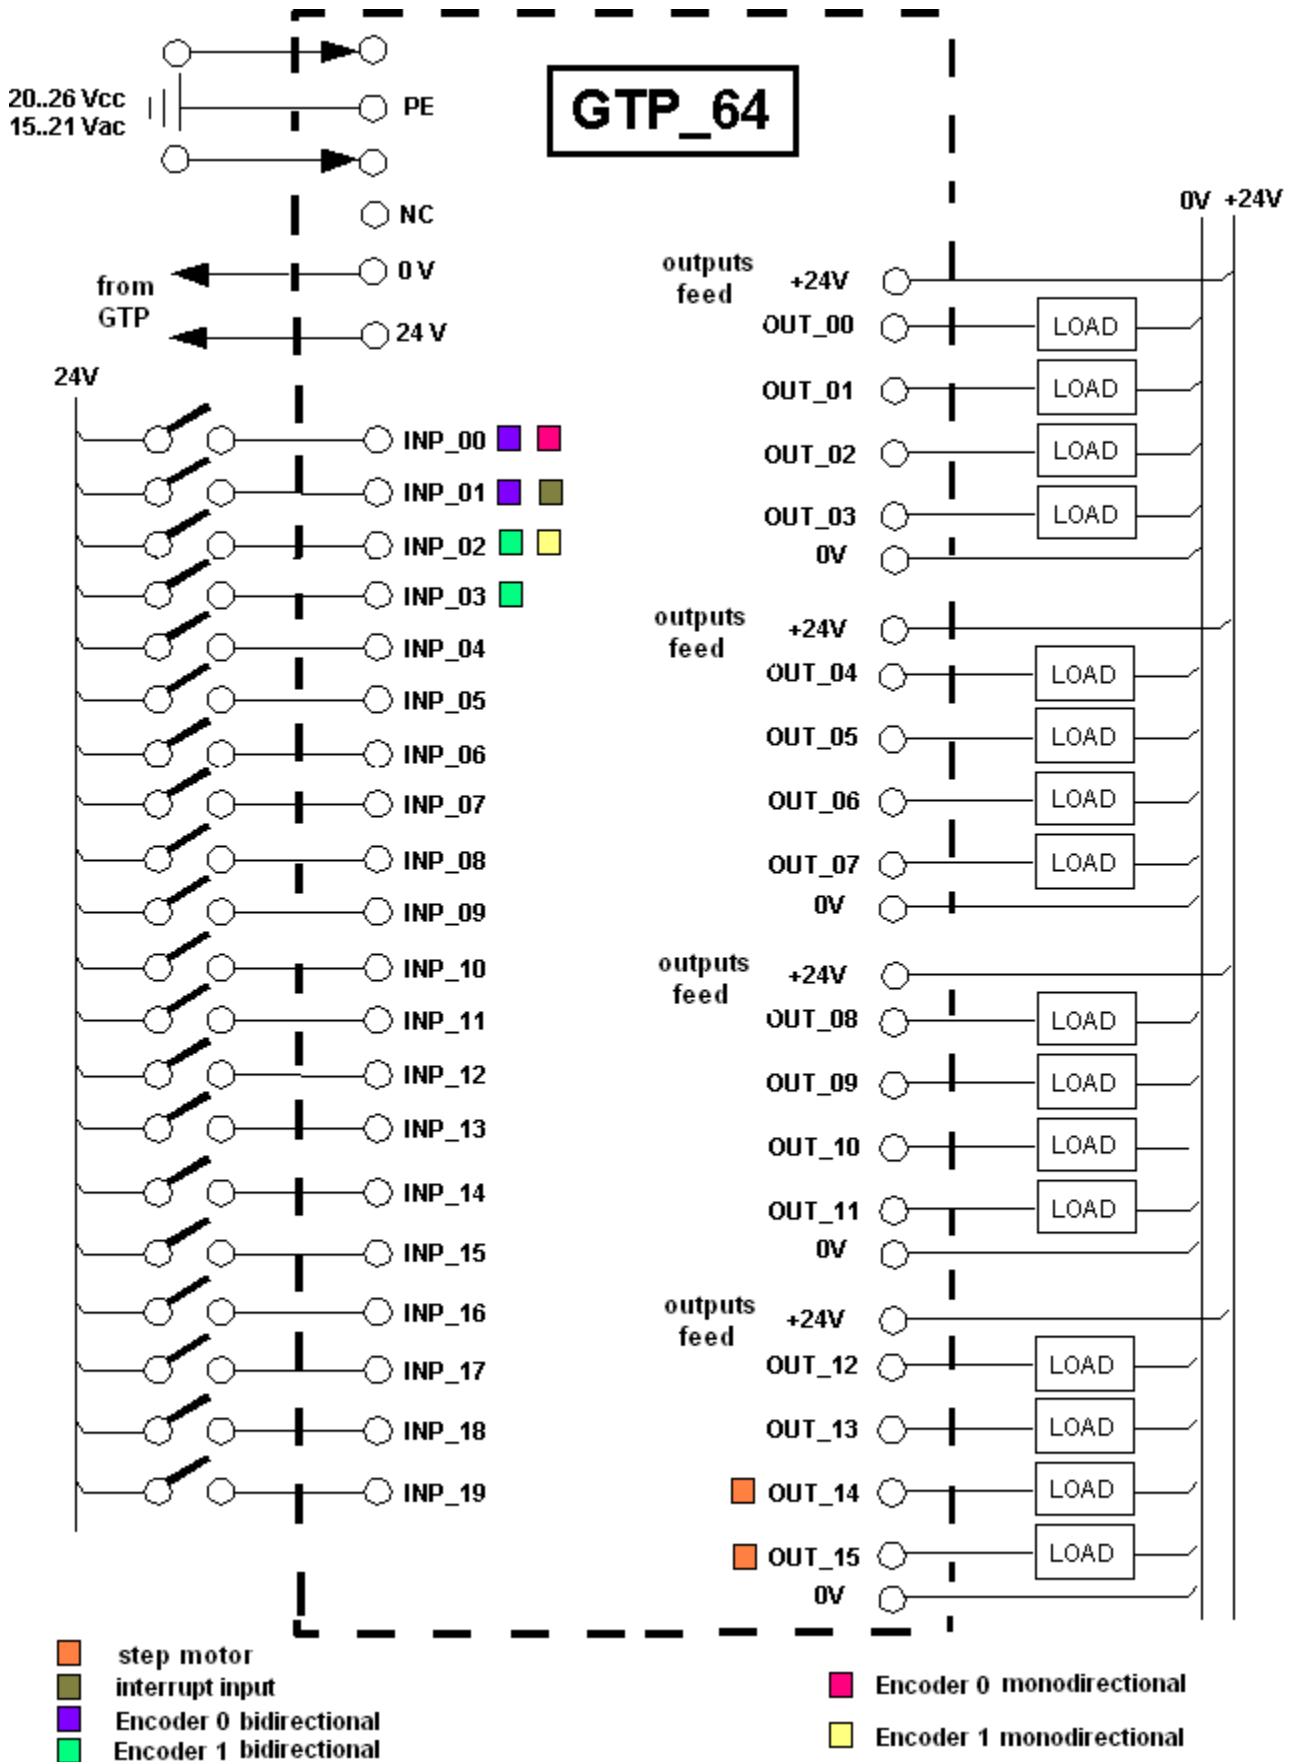 GTP_64
20..26 Vcc
15..21 Vac
PE
NC
0 V
from
GTP
24 V
24V
INP_00
INP_01
INP_02
INP_03
INP_04
INP_05
INP_06
INP_07
INP_08
INP_09
INP_10
INP_11
INP_12
INP_13
INP_14
INP_15
INP_16
INP_17
INP_18
INP_19
0V +24V
outputs
feed
+24V
OUT_00 LOAD
OUT_01 LOAD
OUT_02 LOAD
OUT_03 LOAD
0V
outputs
feed
+24V
OUT_04 LOAD
OUT_05 LOAD
OUT_06 LOAD
OUT_07 LOAD
0V
outputs
feed
+24V
OUT_08 LOAD
OUT_09 LOAD
OUT_10 LOAD
OUT_11 LOAD
0V
outputs
feed
+24V
OUT_12 LOAD
OUT_13 LOAD
OUT_14 LOAD
OUT_15 LOAD
0V
step motor
interrupt input
Encoder 0 bidirectional
Encoder 1 bidirectional
Encoder 0 monodirectional
Encoder 1 monodirectional